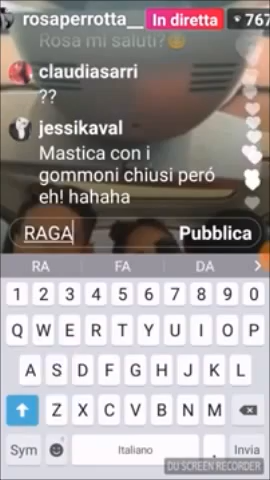 rosaperrotta__ In diretta 767
Rosa mi saluti?
claudiasarri
??
jessikaval
Mastica con i
gommoni chiusi peró
eh! hahaha
RAGA Pubblica
RA FA DA
1 2 3 4 5 6 7 8 9 0
Q W E R T Y U I O P
A S D F G H J K L
Z X C V B N M
Sym Italiano . Invia
DU SCREEN RECORDER